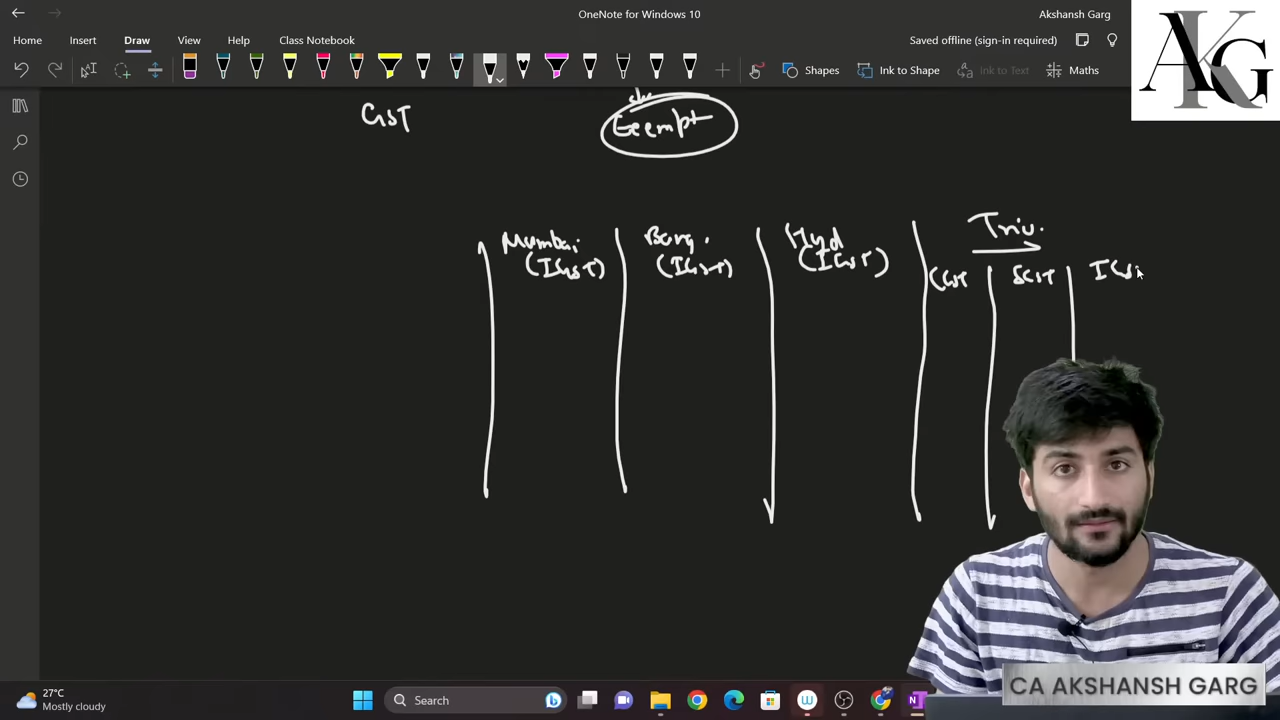 OneNote for Windows 10
Akshansh Garg
Home Insert Draw View Help Class Notebook
Saved offline (sign-in required)
Shapes Ink to Shape Ink to Text Maths
AKG
GST
Exempt
Mumbai Bang. Hyd Triv.
(IGST) (IGST) (IGST)
CGST SGST IGST
CA AKSHANSH GARG
27°C
Mostly cloudy
Search